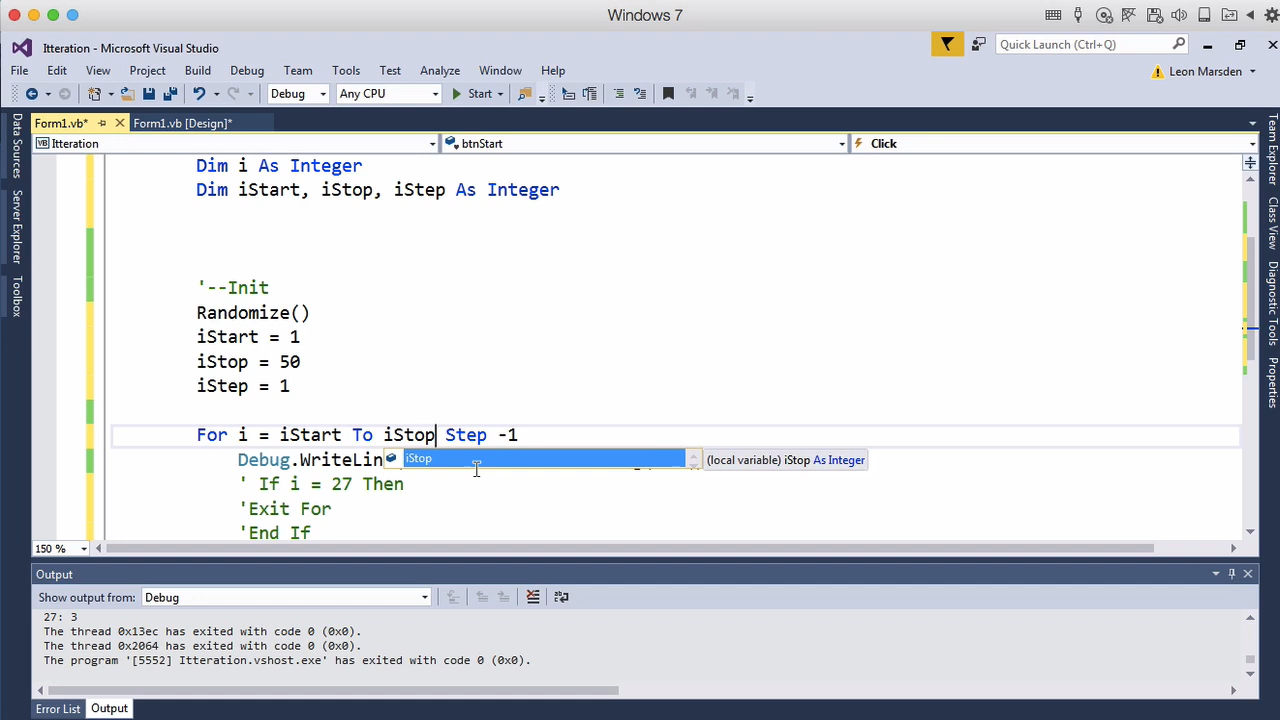 Windows 7
Itteration - Microsoft Visual Studio
Quick Launch (Ctrl+Q)
File Edit View Project Build Debug Team Tools Test Analyze Window Help
Leon Marsden
Debug Any CPU Start
Form1.vb* Form1.vb [Design]*
Itteration btnStart Click
Data Sources
Server Explorer
Toolbox
Dim i As Integer
Dim iStart, iStop, iStep As Integer
'--Init
Randomize()
iStart = 1
iStop = 50
iStep = 1
For i = iStart To iStop Step -1
Debug.WriteLin
iStop
(local variable) iStop As Integer
' If i = 27 Then
'Exit For
'End If
150 %
Team Explorer
Class View
Diagnostic Tools
Properties
Output
Show output from: Debug
27: 3
The thread 0x13ec has exited with code 0 (0x0).
The thread 0x2064 has exited with code 0 (0x0).
The program '[5552] Itteration.vshost.exe' has exited with code 0 (0x0).
Error List Output